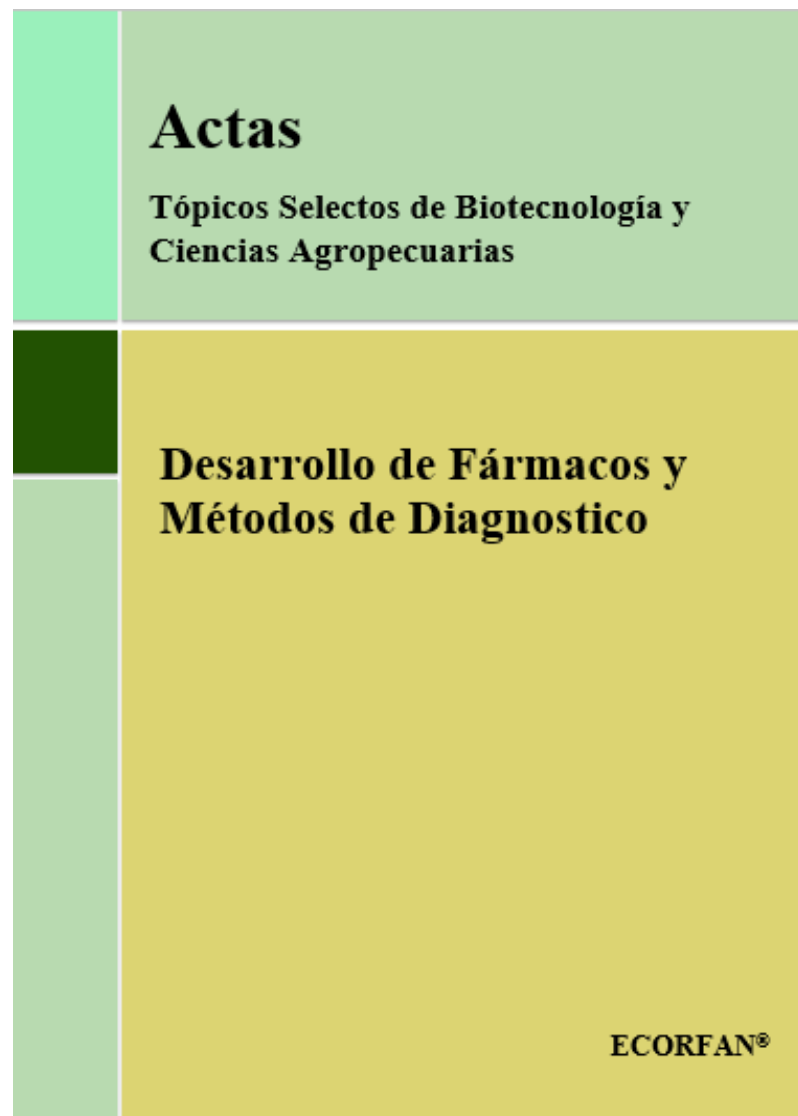 Actas
Tópicos Selectos de Biotecnología y
Ciencias Agropecuarias
Desarrollo de Fármacos y
Métodos de Diagnostico
ECORFAN®